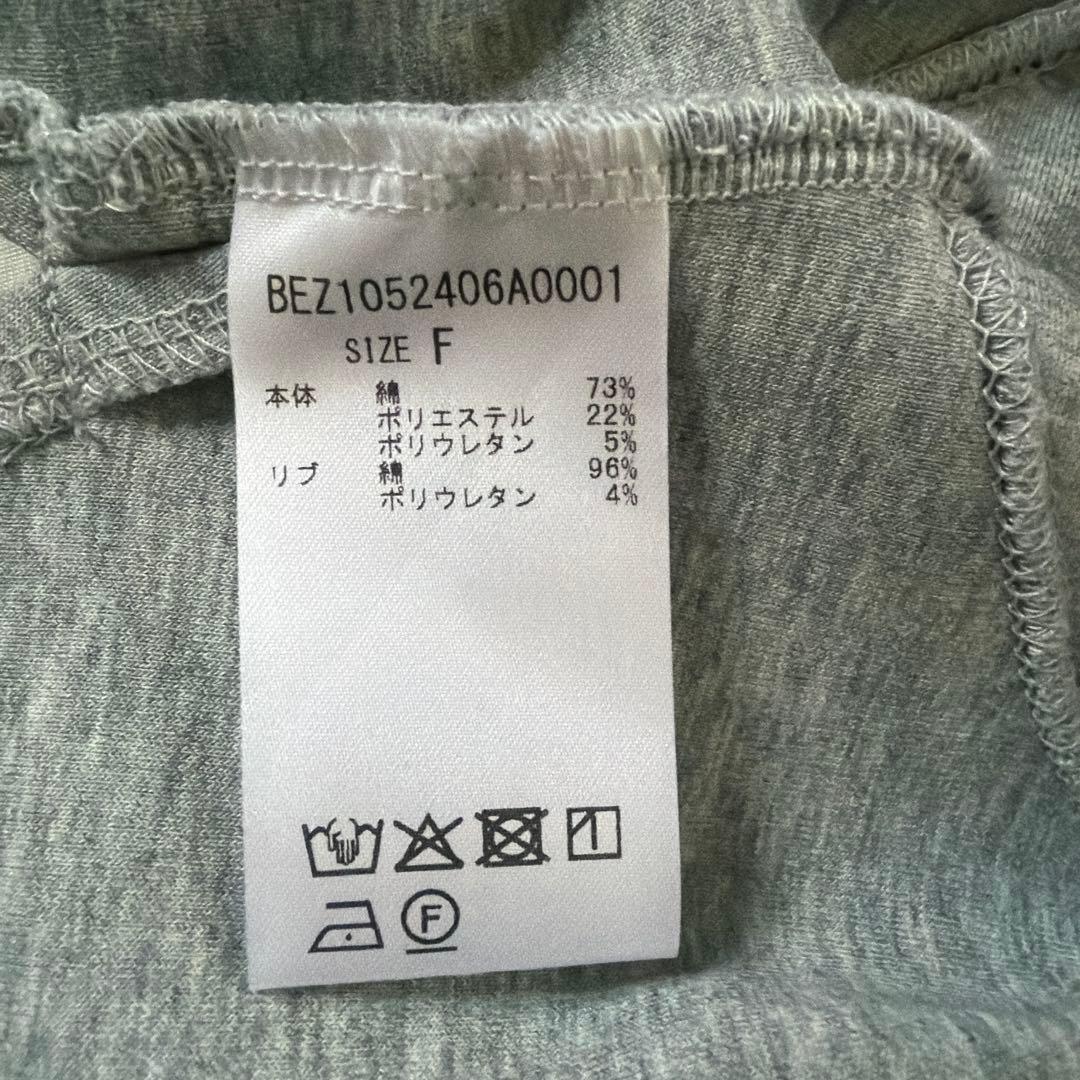 BEZ1052406A0001
SIZE F
本体 綿 73%
ポリエステル 22%
ポリウレタン 5%
リブ 綿 96%
ポリウレタン 4%
F